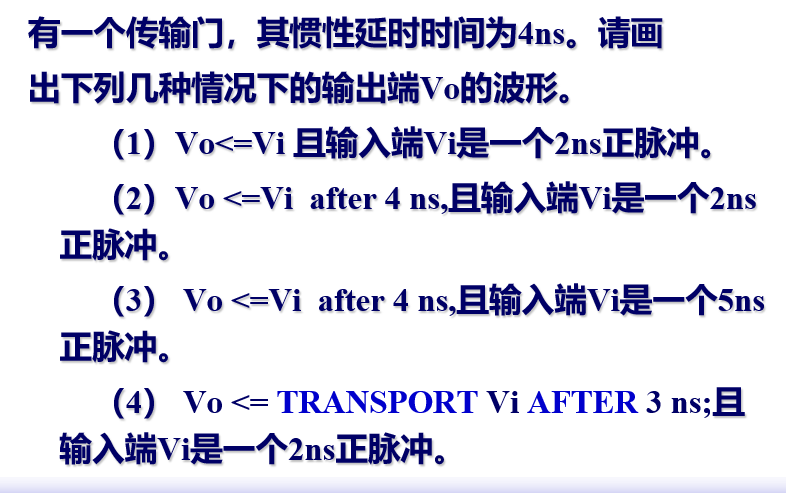 有一个传输门，其惯性延时时间为4ns。请画
出下列几种情况下的输出端Vo的波形。
（1）Vo<=Vi 且输入端Vi是一个2ns正脉冲。
（2）Vo <=Vi  after 4 ns,且输入端Vi是一个2ns
正脉冲。
（3） Vo <=Vi  after 4 ns,且输入端Vi是一个5ns
正脉冲。
（4） Vo <= TRANSPORT Vi AFTER 3 ns;且
输入端Vi是一个2ns正脉冲。